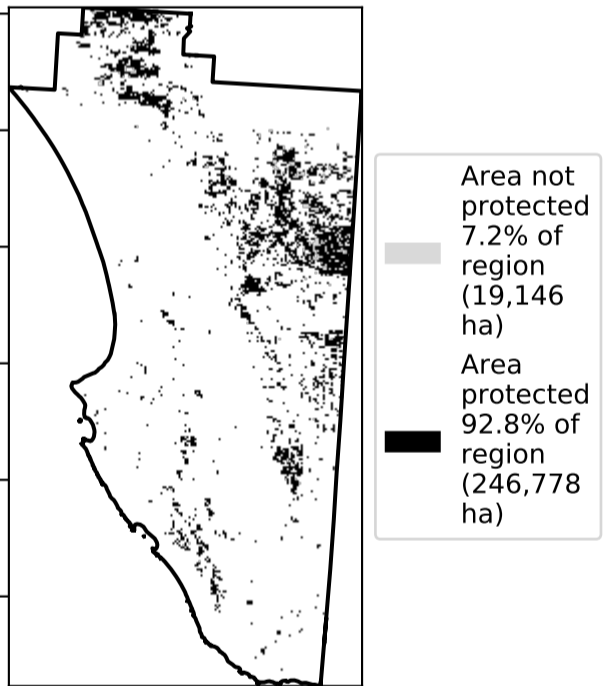 Area not
protected
7.2% of
region
(19,146
ha)
Area
protected
92.8% of
region
(246,778
ha)